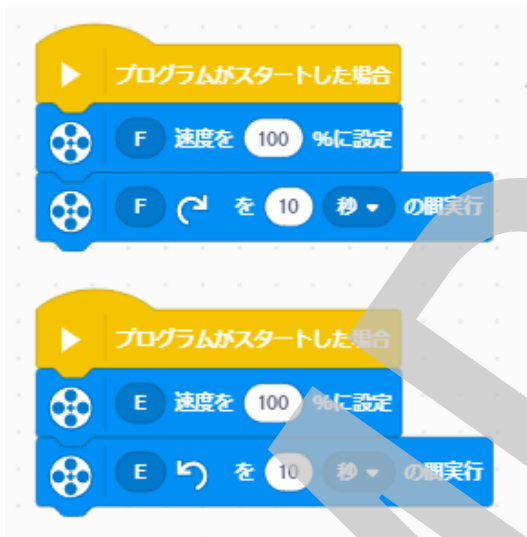 プログラムがスタートした場合
F 速度を 100 %に設定
F を 10 秒 の間実行
プログラムがスタートした場合
E 速度を 100 %に設定
E を 10 秒 の間実行